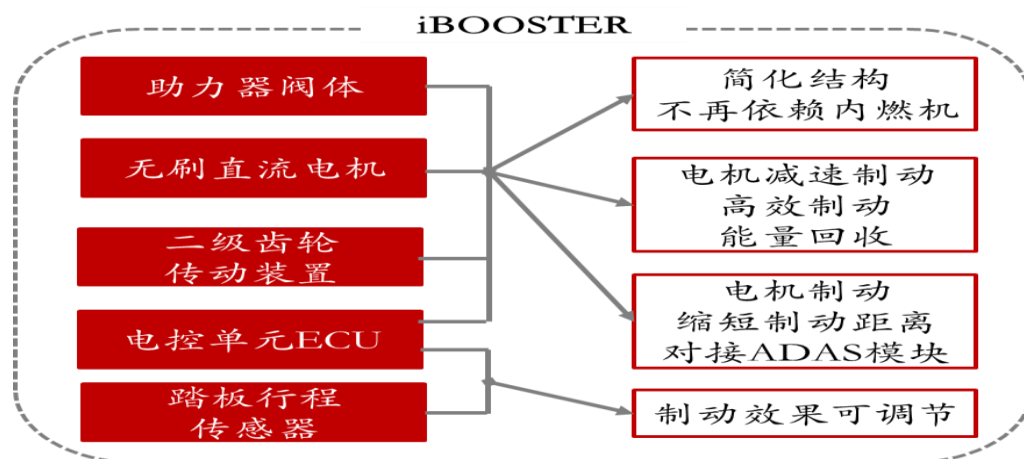 iBOOSTER
助力器阀体
无刷直流电机
二级齿轮
传动装置
电控单元ECU
踏板行程
传感器
简化结构
不再依赖内燃机
电机减速制动
高效制动
能量回收
电机制动
缩短制动距离
对接ADAS模块
制动效果可调节